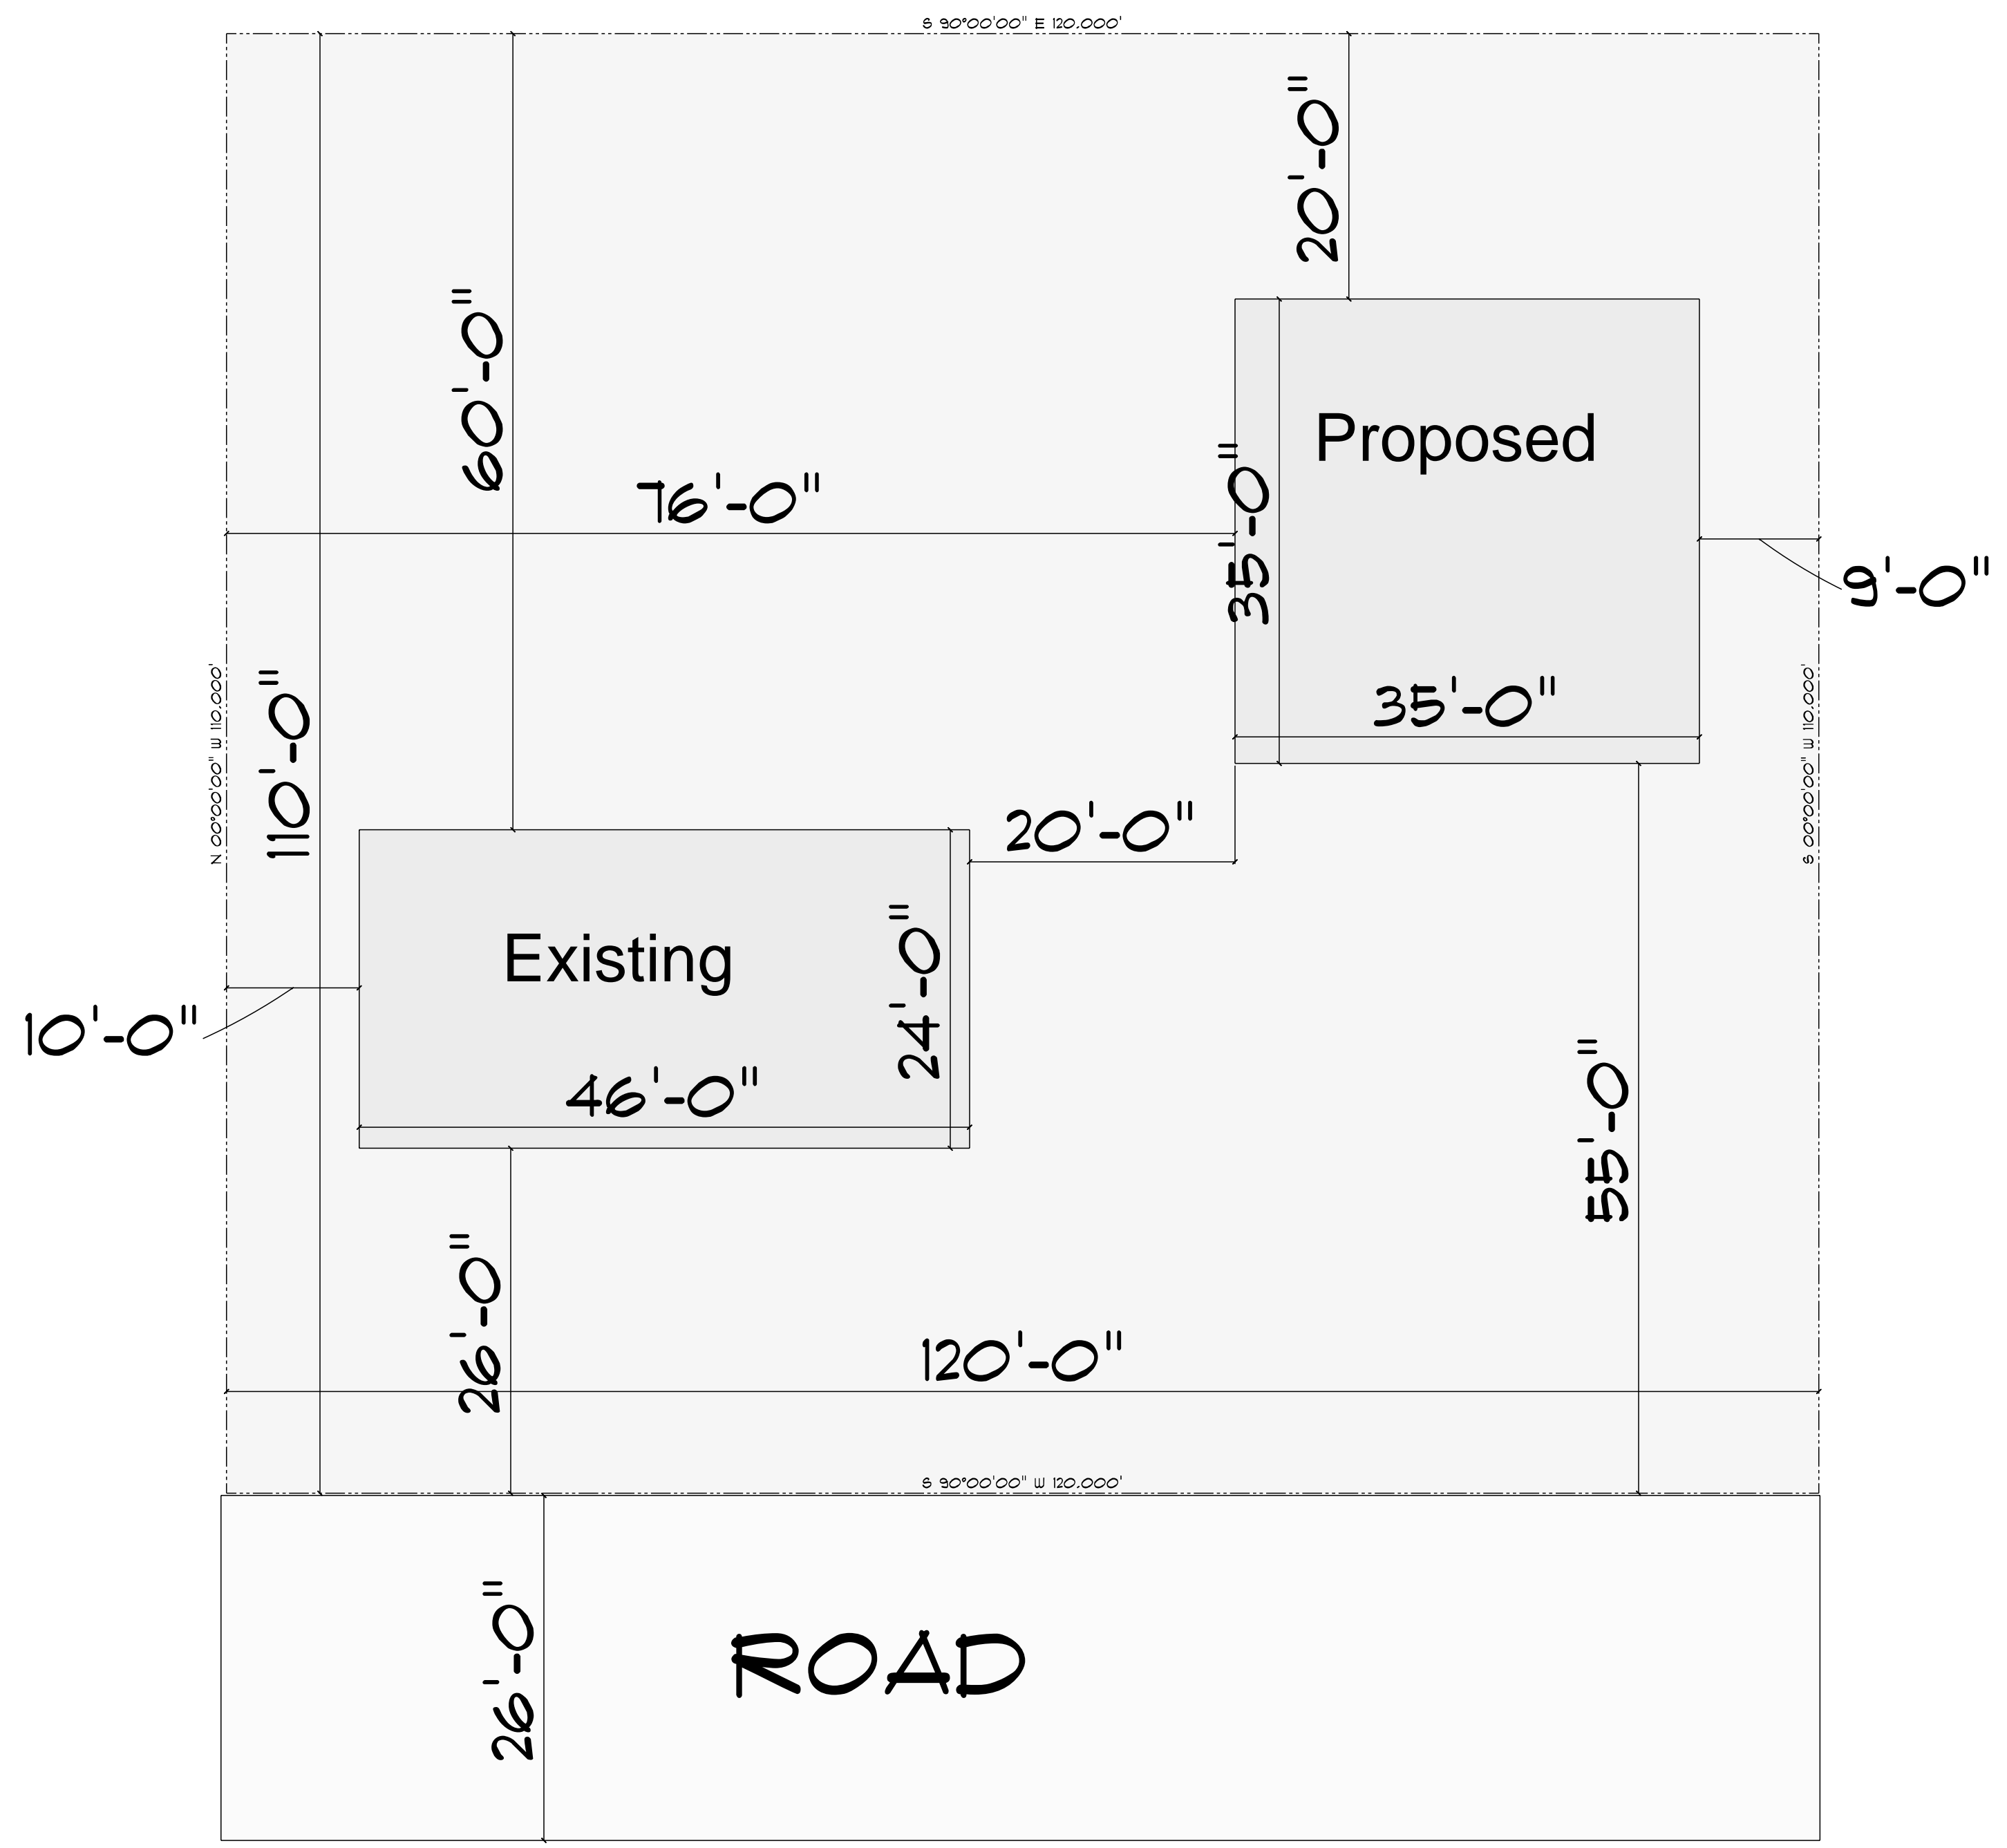 S 90°00'00" E 120.000'
20'-0"
60'-0"
Proposed
76'-0"
35'-0"
9'-0"
35'-0"
N 00°00'00" W 110.000'
110'-0"
S 00°00'00" W 110.000'
20'-0"
Existing
24'-0"
10'-0"
46'-0"
55'-0"
26'-0"
120'-0"
S 90°00'00" W 120.000'
26'-0"
ROAD